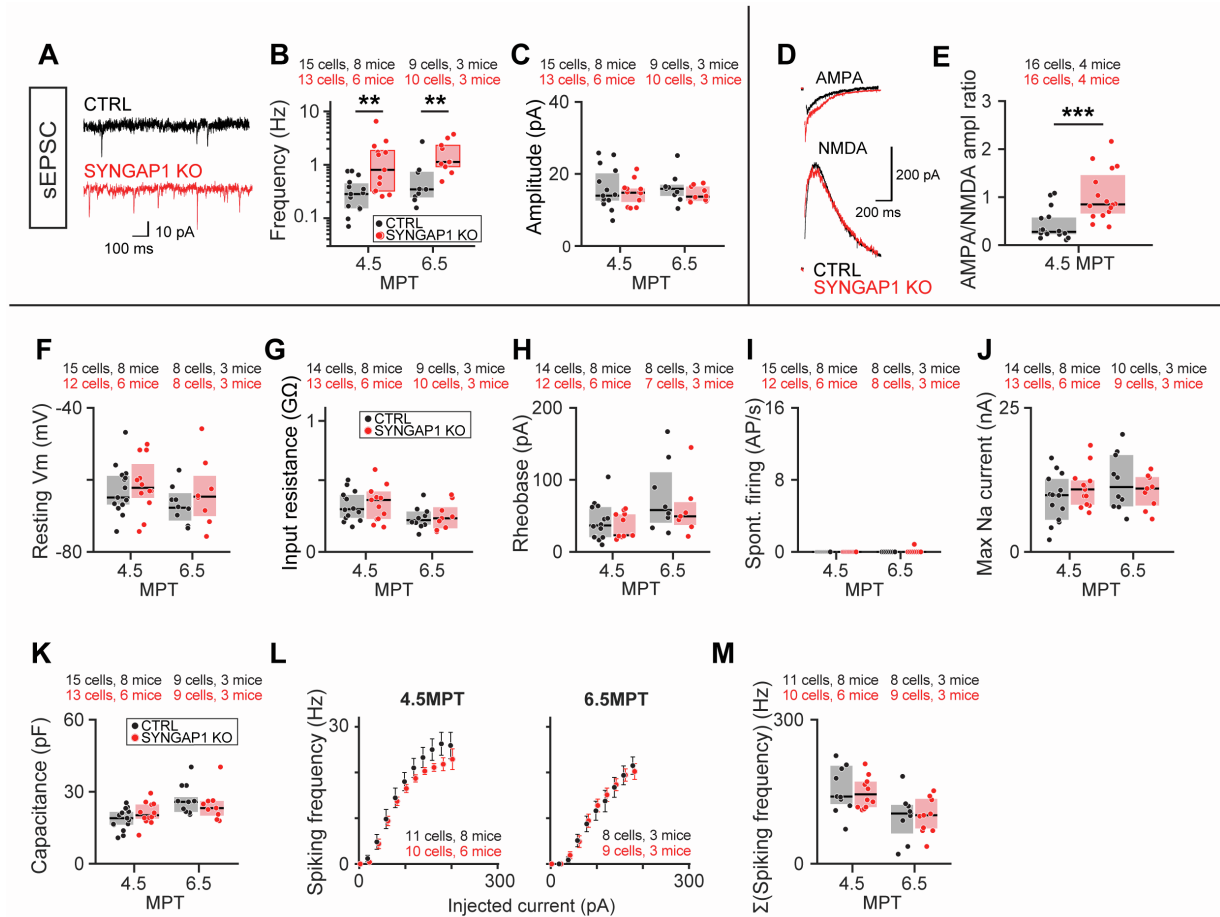 A
sEPSC
CTRL
SYNGAP1 KO
10 pA
100 ms
B
15 cells, 8 mice
9 cells, 3 mice
13 cells, 6 mice
10 cells, 3 mice
Frequency (Hz)
10
1
0.1
**
**
CTRL
SYNGAP1 KO
4.5
6.5
MPT
C
15 cells, 8 mice
9 cells, 3 mice
13 cells, 6 mice
10 cells, 3 mice
Amplitude (pA)
40
20
0
4.5
6.5
MPT
D
AMPA
NMDA
200 pA
200 ms
CTRL
SYNGAP1 KO
E
16 cells, 4 mice
16 cells, 4 mice
AMPA/NMDA ampl ratio
3
2
1
0
***
4.5 MPT
F
15 cells, 8 mice
8 cells, 3 mice
12 cells, 6 mice
8 cells, 3 mice
Resting Vm (mV)
-40
-80
4.5
6.5
MPT
G
14 cells, 8 mice
9 cells, 3 mice
13 cells, 6 mice
10 cells, 3 mice
Input resistance (GΩ)
1
0
CTRL
SYNGAP1 KO
4.5
6.5
MPT
H
14 cells, 8 mice
8 cells, 3 mice
12 cells, 6 mice
7 cells, 3 mice
Rheobase (pA)
200
100
0
4.5
6.5
MPT
I
15 cells, 8 mice
8 cells, 3 mice
12 cells, 6 mice
8 cells, 3 mice
Spont. firing (AP/s)
16
8
0
4.5
6.5
MPT
J
14 cells, 8 mice
10 cells, 3 mice
13 cells, 6 mice
9 cells, 3 mice
Max Na current (nA)
25
0
4.5
6.5
MPT
K
15 cells, 8 mice
9 cells, 3 mice
13 cells, 6 mice
9 cells, 3 mice
Capacitance (pF)
60
30
0
CTRL
SYNGAP1 KO
4.5
6.5
MPT
L
4.5MPT
6.5MPT
Spiking frequency (Hz)
30
0
11 cells, 8 mice
10 cells, 6 mice
8 cells, 3 mice
9 cells, 3 mice
0
300
0
300
Injected current (pA)
M
11 cells, 8 mice
8 cells, 3 mice
10 cells, 6 mice
9 cells, 3 mice
Σ(Spiking frequency) (Hz)
300
0
4.5
6.5
MPT